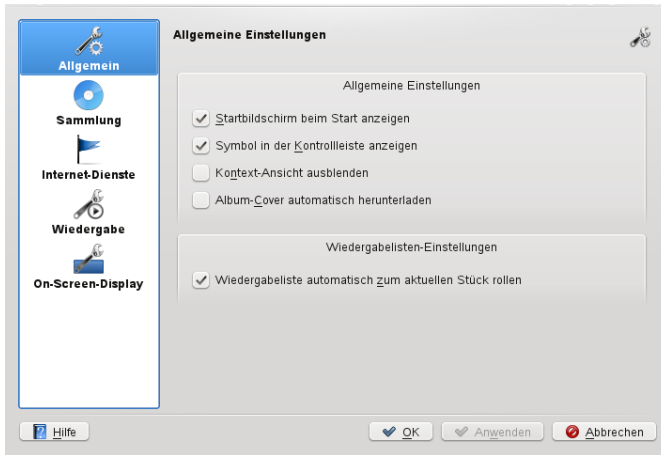 Allgemein
Sammlung
Internet-Dienste
Wiedergabe
On-Screen-Display
Allgemeine Einstellungen
Allgemeine Einstellungen
Startbildschirm beim Start anzeigen
Symbol in der Kontrollleiste anzeigen
Kontext-Ansicht ausblenden
Album-Cover automatisch herunterladen
Wiedergabelisten-Einstellungen
Wiedergabeliste automatisch zum aktuellen Stück rollen
Hilfe
OK
Anwenden
Abbrechen